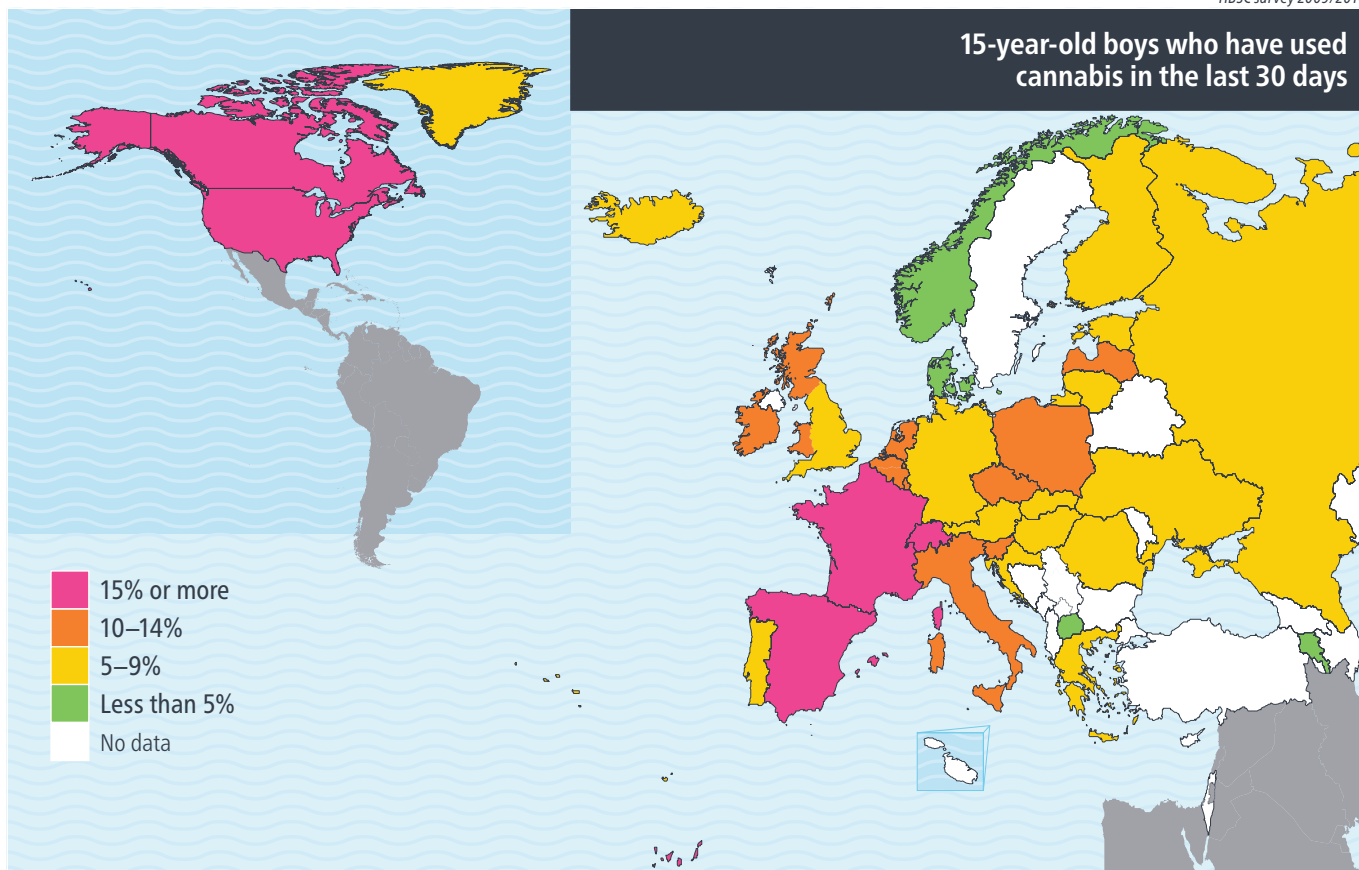 15-year-old boys who have used
cannabis in the last 30 days
15% or more
10–14%
5–9%
Less than 5%
No data